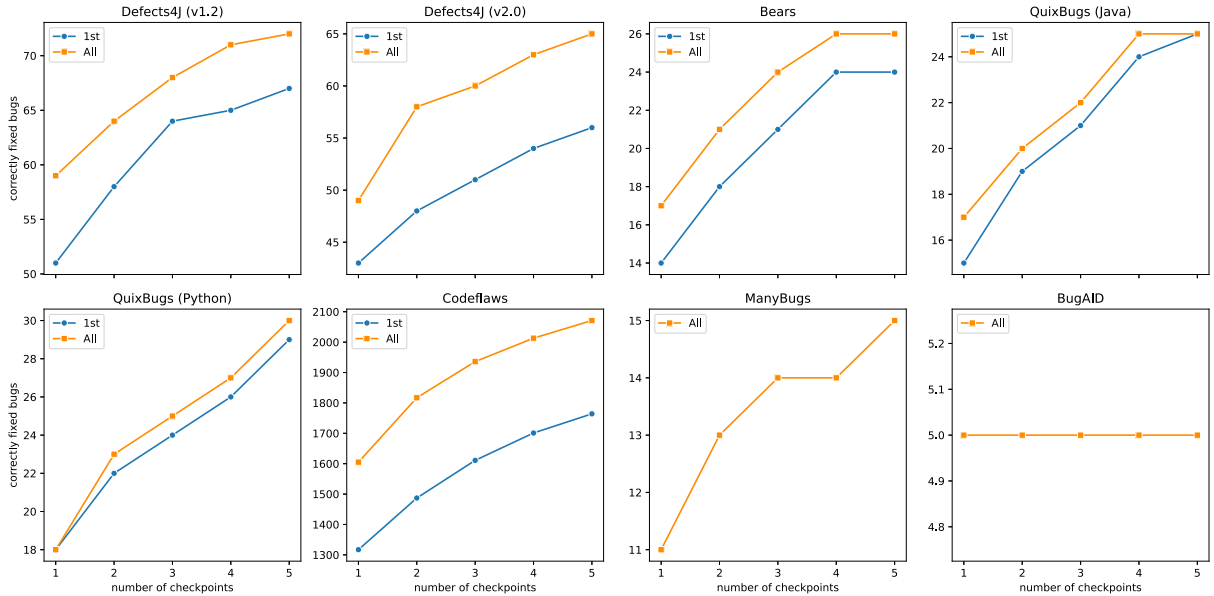 Defects4J (v1.2)
1st
All
correctly fixed bugs
70
65
60
55
50
Defects4J (v2.0)
1st
All
65
60
55
50
45
Bears
1st
All
26
24
22
20
18
16
14
QuixBugs (Java)
1st
All
24
22
20
18
16
QuixBugs (Python)
1st
All
correctly fixed bugs
30
28
26
24
22
20
18
1
2
3
4
5
number of checkpoints
Codeflaws
1st
All
2100
2000
1900
1800
1700
1600
1500
1400
1300
1
2
3
4
5
number of checkpoints
ManyBugs
All
15
14
13
12
11
1
2
3
4
5
number of checkpoints
BugAID
All
5.2
5.1
5.0
4.9
4.8
1
2
3
4
5
number of checkpoints